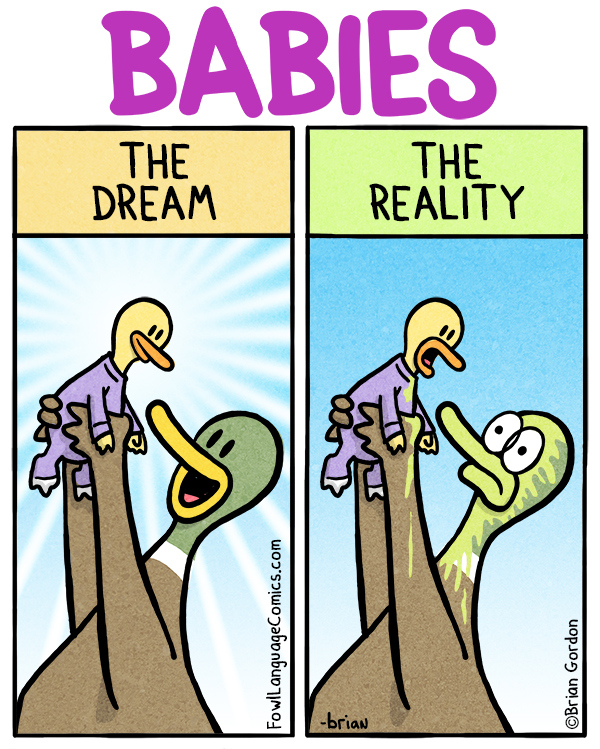 BABIES
THE
DREAM
THE
REALITY
FowlLanguageComics.com
-brian
©Brian Gordon